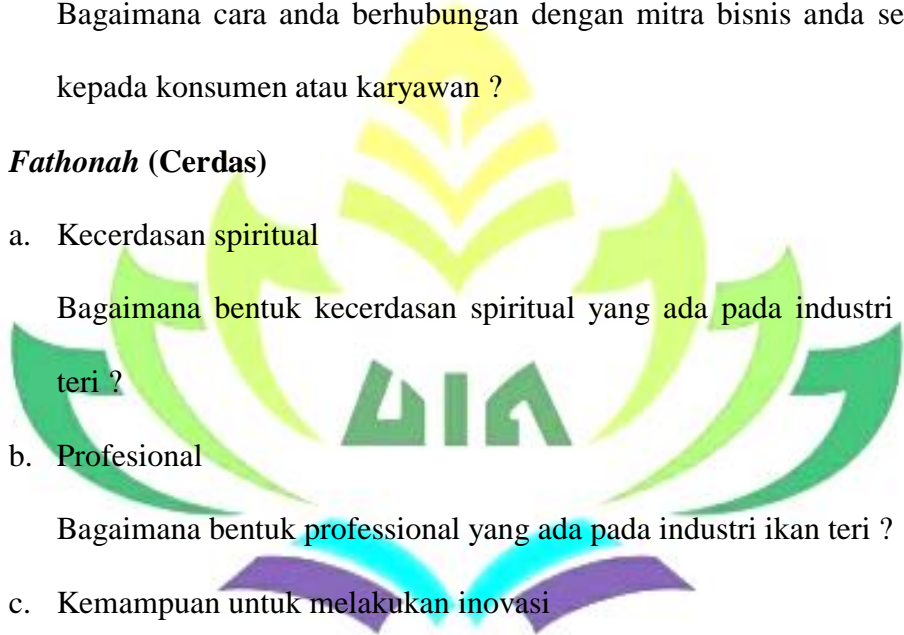 Bagaimana cara anda berhubungan dengan mitra bisnis anda se
kepada konsumen atau karyawan ?
Fathonah (Cerdas)
a. Kecerdasan spiritual
Bagaimana bentuk kecerdasan spiritual yang ada pada industri
teri ?
b. Profesional
Bagaimana bentuk professional yang ada pada industri ikan teri ?
c. Kemampuan untuk melakukan inovasi